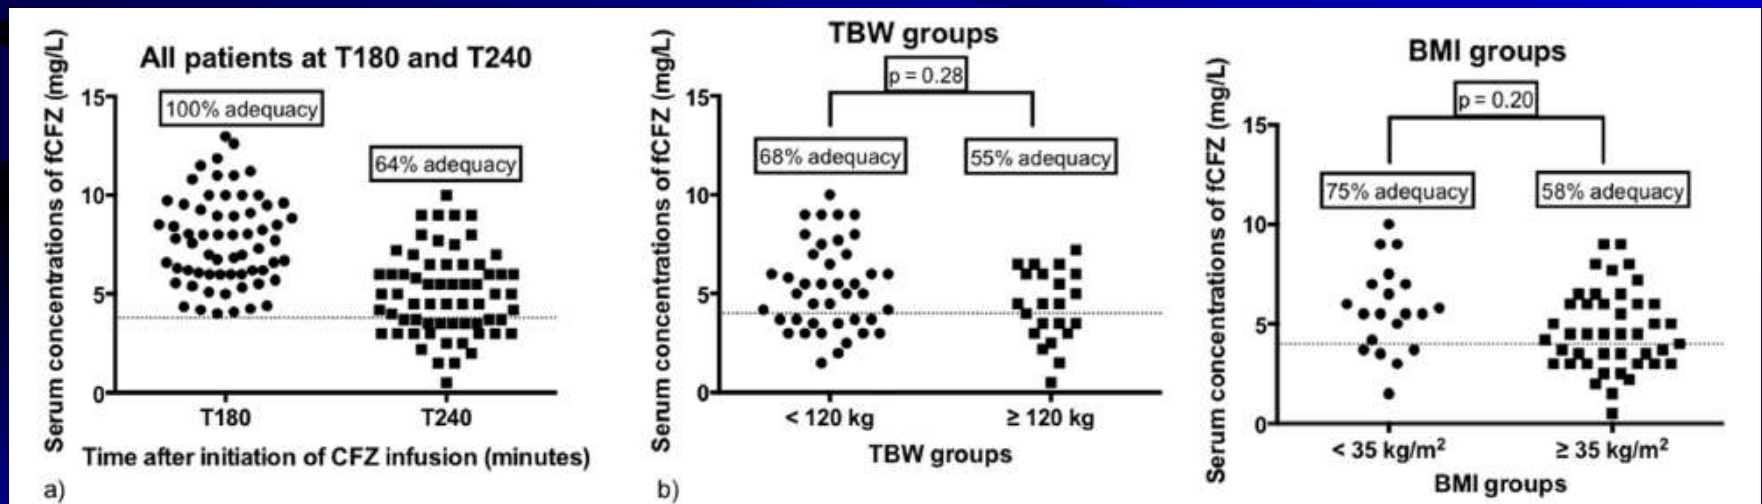 All patients at T180 and T240
Serum concentrations of fCFZ (mg/L)
15
10
5
0
100% adequacy
64% adequacy
T180
T240
Time after initiation of CFZ infusion (minutes)
a)
TBW groups
p = 0.28
Serum concentrations of fCFZ (mg/L)
15
10
5
0
68% adequacy
55% adequacy
< 120 kg
≥ 120 kg
TBW groups
b)
BMI groups
p = 0.20
Serum concentrations of fCFZ (mg/L)
15
10
5
0
75% adequacy
58% adequacy
< 35 kg/m²
≥ 35 kg/m²
BMI groups